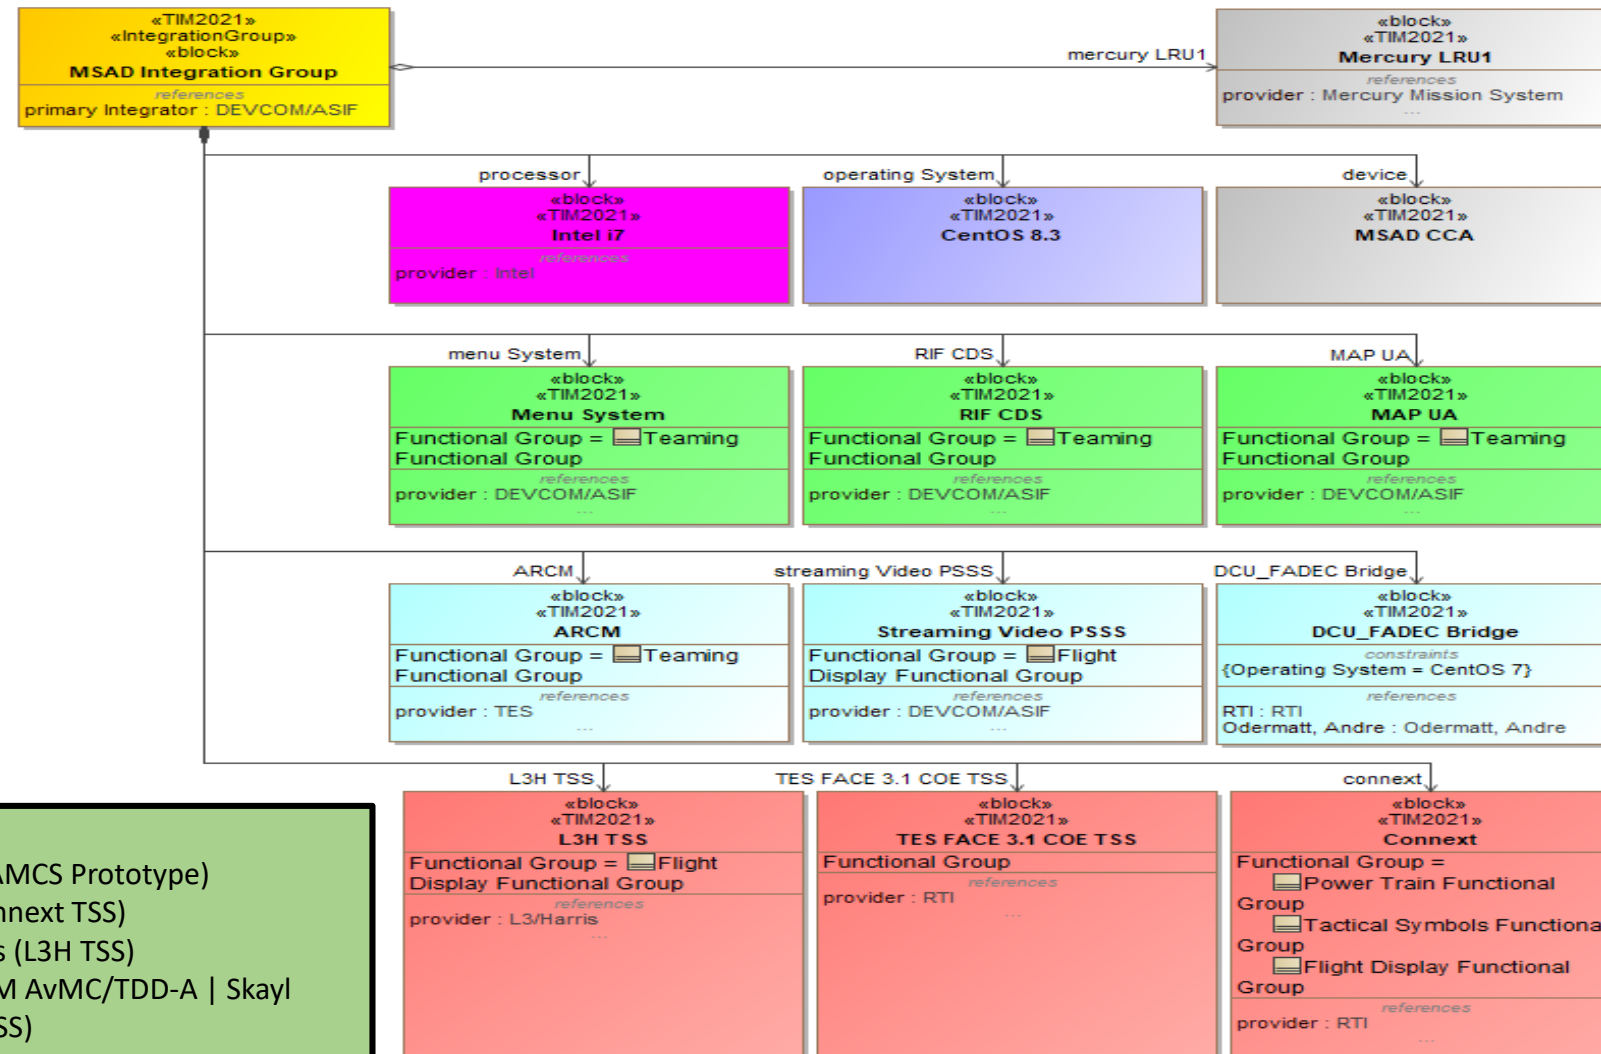 «TIM2021»
«IntegrationGroup»
«block»
MSAD Integration Group
references
primary Integrator : DEVCOM/ASIF
mercury LRU1
«block»
«TIM2021»
Mercury LRU1
references
provider : Mercury Mission System
...
processor
«block»
«TIM2021»
Intel i7
references
provider : Intel
operating System
«block»
«TIM2021»
CentOS 8.3
device
«block»
«TIM2021»
MSAD CCA
menu System
«block»
«TIM2021»
Menu System
Functional Group = Teaming
Functional Group
references
provider : DEVCOM/ASIF
...
RIF CDS
«block»
«TIM2021»
RIF CDS
Functional Group = Teaming
Functional Group
references
provider : DEVCOM/ASIF
...
MAP UA
«block»
«TIM2021»
MAP UA
Functional Group = Teaming
Functional Group
references
provider : DEVCOM/ASIF
...
ARCM
«block»
«TIM2021»
ARCM
Functional Group = Teaming
Functional Group
references
provider : TES
...
streaming Video PSSS
«block»
«TIM2021»
Streaming Video PSSS
Functional Group = Flight
Display Functional Group
references
provider : DEVCOM/ASIF
...
DCU_FADEC Bridge
«block»
«TIM2021»
DCU_FADEC Bridge
constraints
{Operating System = CentOS 7}
references
RTI : RTI
Odermatt, Andre : Odermatt, Andre
L3H TSS
«block»
«TIM2021»
L3H TSS
Functional Group = Flight
Display Functional Group
references
provider : L3/Harris
...
TES FACE 3.1 COE TSS
«block»
«TIM2021»
TES FACE 3.1 COE TSS
Functional Group
references
provider : RTI
...
connext
«block»
«TIM2021»
Connext
Functional Group =
Power Train Functional
Group
Tactical Symbols Functiona
Group
Flight Display Functional
Group
references
provider : RTI
...
AMCS Prototype)
nnext TSS)
s (L3H TSS)
M AvMC/TDD-A | Skayl
SS)